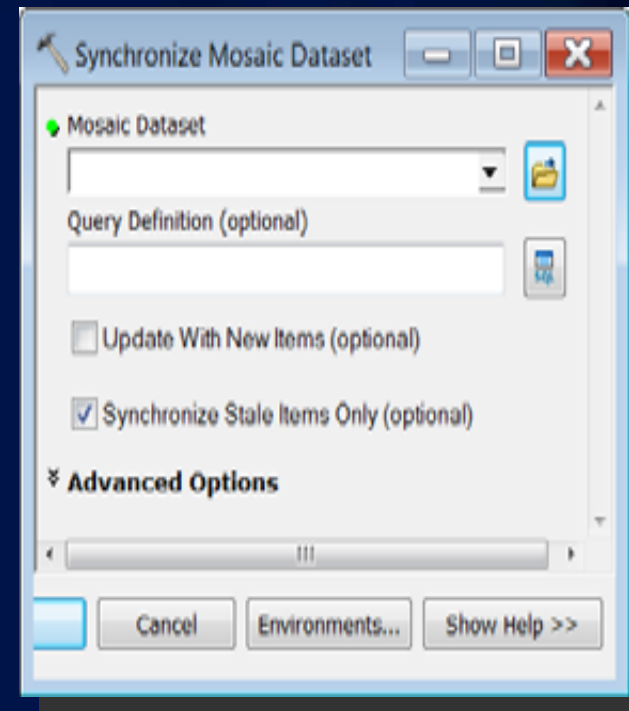 Synchronize Mosaic Dataset
Mosaic Dataset
Query Definition (optional)
SQL
Update With New Items (optional)
Synchronize Stale Items Only (optional)
Advanced Options
Cancel
Environments...
Show Help >>